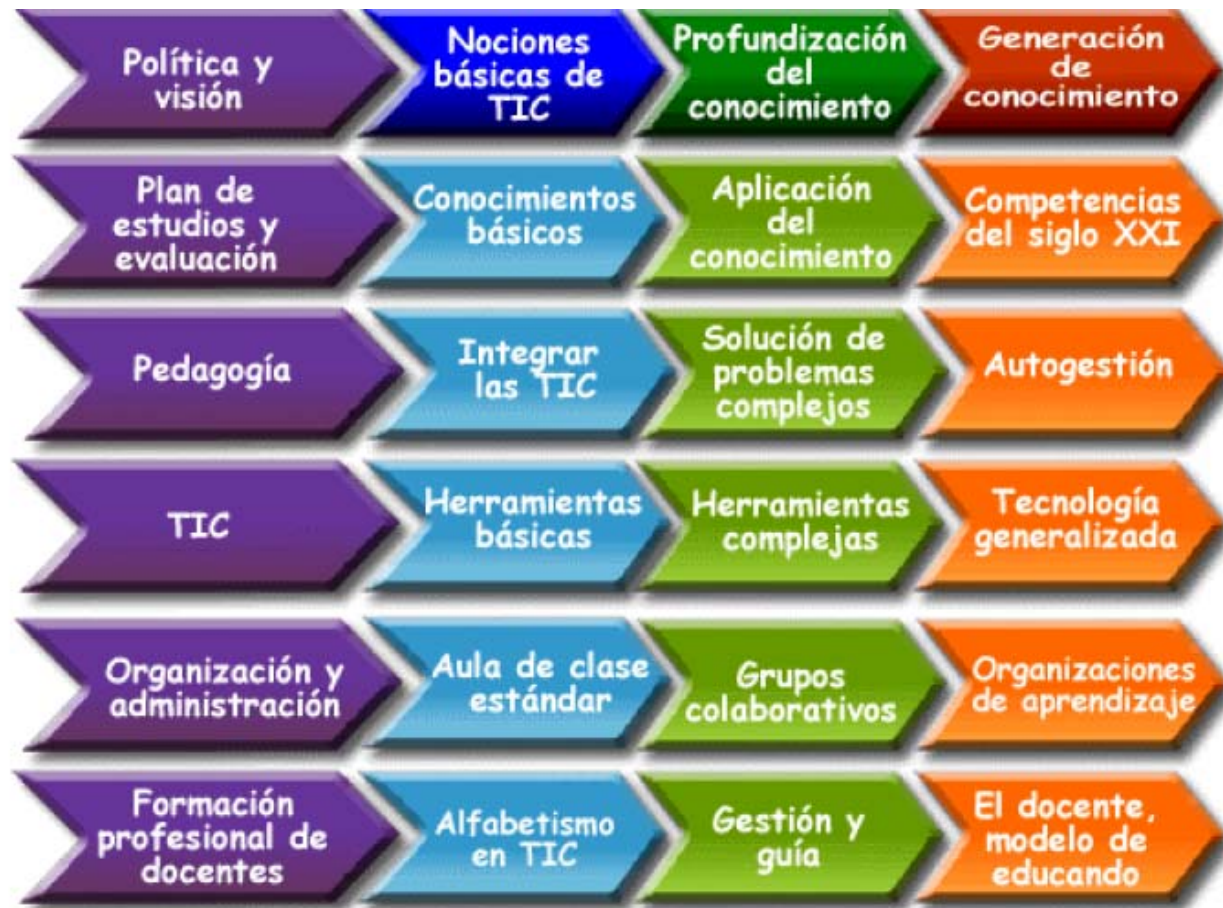 Política y
visión
Nociones
básicas de
TIC
Profundización
del
conocimiento
Generación
de
conocimiento
Plan de
estudios y
evaluación
Conocimientos
básicos
Aplicación
del
conocimiento
Competencias
del siglo XXI
Pedagogía
Integrar
las TIC
Solución de
problemas
complejos
Autogestión
TIC
Herramientas
básicas
Herramientas
complejas
Tecnología
generalizada
Organización y
administración
Aula de clase
estándar
Grupos
colaborativos
Organizaciones
de aprendizaje
Formación
profesional de
docentes
Alfabetismo
en TIC
Gestión y
guía
El docente,
modelo de
educando